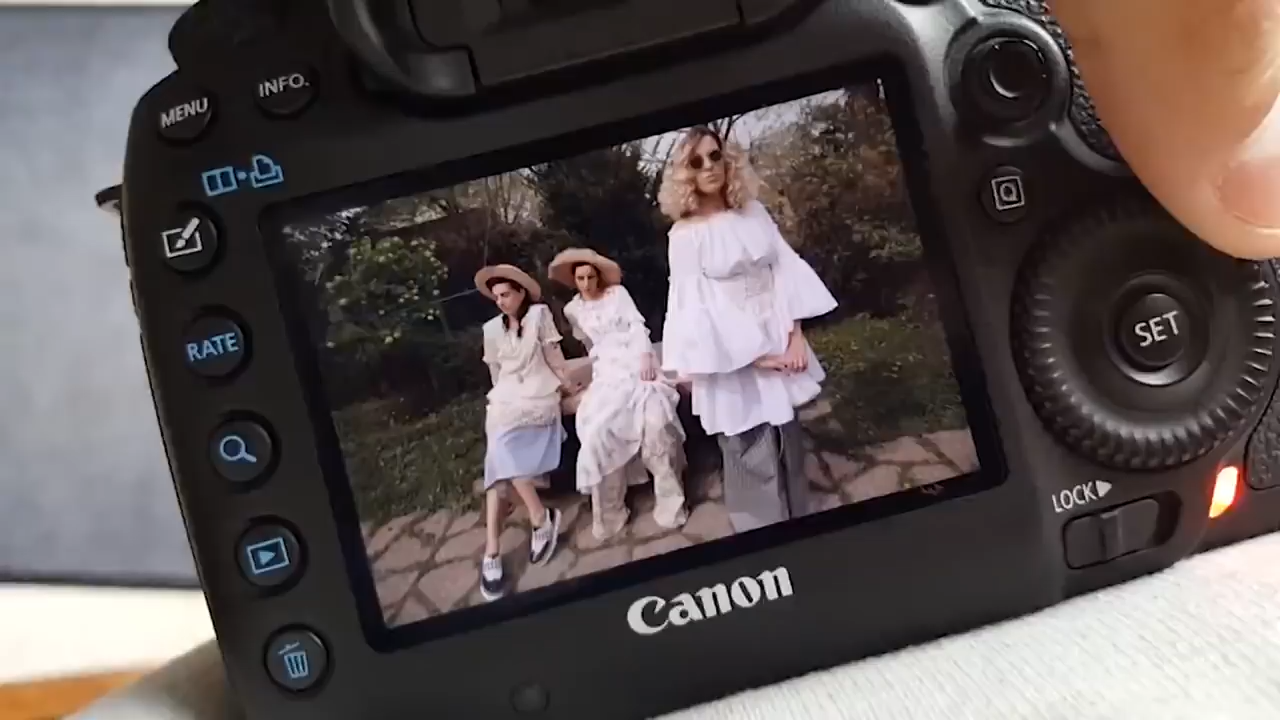 MENU
INFO.
RATE
Q
SET
LOCK
Canon